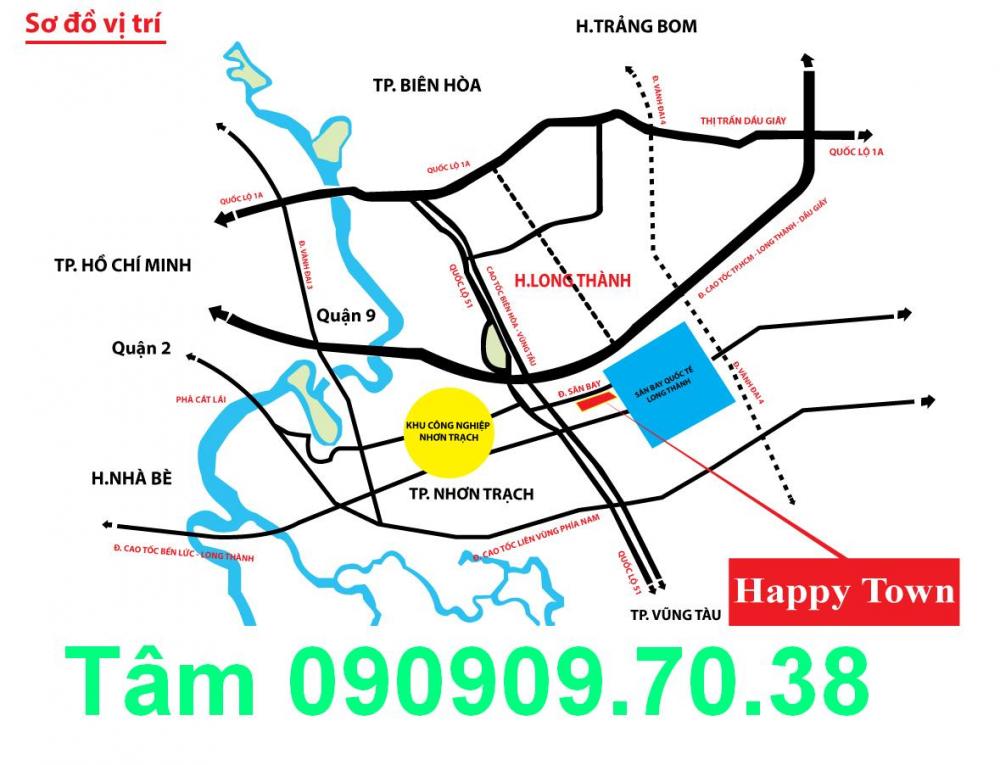 Sơ đồ vị trí
H.TRẢNG BOM
TP. BIÊN HÒA
Đ. VÀNH ĐAI 4
THỊ TRẤN DẦU GIÂY
QUỐC LỘ 1A
QUỐC LỘ 1A
QUỐC LỘ 1A
Đ. VÀNH ĐAI 3
TP. HỒ CHÍ MINH
QUỐC LỘ 51
CAO TỐC BIÊN HÒA - VŨNG TÀU
H.LONG THÀNH
Đ. CAO TỐC TP.HCM - LONG THÀNH - DẦU GIÂY
Quận 9
Quận 2
PHÀ CÁT LÁI
Đ. SÂN BAY
SÂN BAY QUỐC TẾ
LONG THÀNH
Đ. VÀNH ĐAI 4
KHU CÔNG NGHIỆP
NHƠN TRẠCH
H.NHÀ BÈ
TP. NHƠN TRẠCH
Đ. CAO TỐC BẾN LỨC - LONG THÀNH
Đ. CAO TỐC LIÊN VÙNG PHÍA NAM
QUỐC LỘ 51
TP. VŨNG TÀU
Happy Town
Tâm 090909.70.38